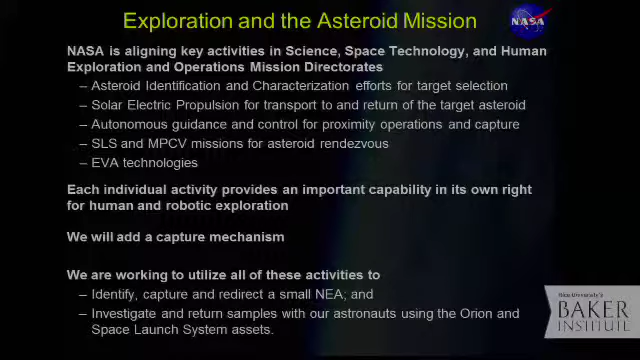 Exploration and the Asteroid Mission
NASA
NASA is aligning key activities in Science, Space Technology, and Human
Exploration and Operations Mission Directorates
– Asteroid Identification and Characterization efforts for target selection
– Solar Electric Propulsion for transport to and return of the target asteroid
– Autonomous guidance and control for proximity operations and capture
– SLS and MPCV missions for asteroid rendezvous
– EVA technologies
Each individual activity provides an important capability in its own right
for human and robotic exploration
We will add a capture mechanism
We are working to utilize all of these activities to
– Identify, capture and redirect a small NEA; and
– Investigate and return samples with our astronauts using the Orion and
Space Launch System assets.
Rice University's
BAKER
INSTITUTE